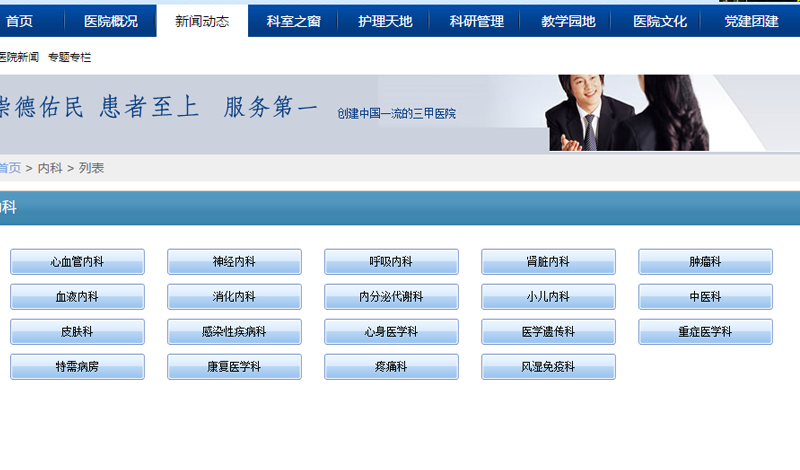 首页 医院概况 新闻动态 科室之窗 护理天地 科研管理 教学园地 医院文化 党建团建
医院新闻 专题专栏
崇德佑民 患者至上 服务第一 创建中国一流的三甲医院
首页 > 内科 > 列表
内科
心血管内科 神经内科 呼吸内科 肾脏内科 肿瘤科
血液内科 消化内科 内分泌代谢科 小儿内科 中医科
皮肤科 感染性疾病科 心身医学科 医学遗传科 重症医学科
特需病房 康复医学科 疼痛科 风湿免疫科